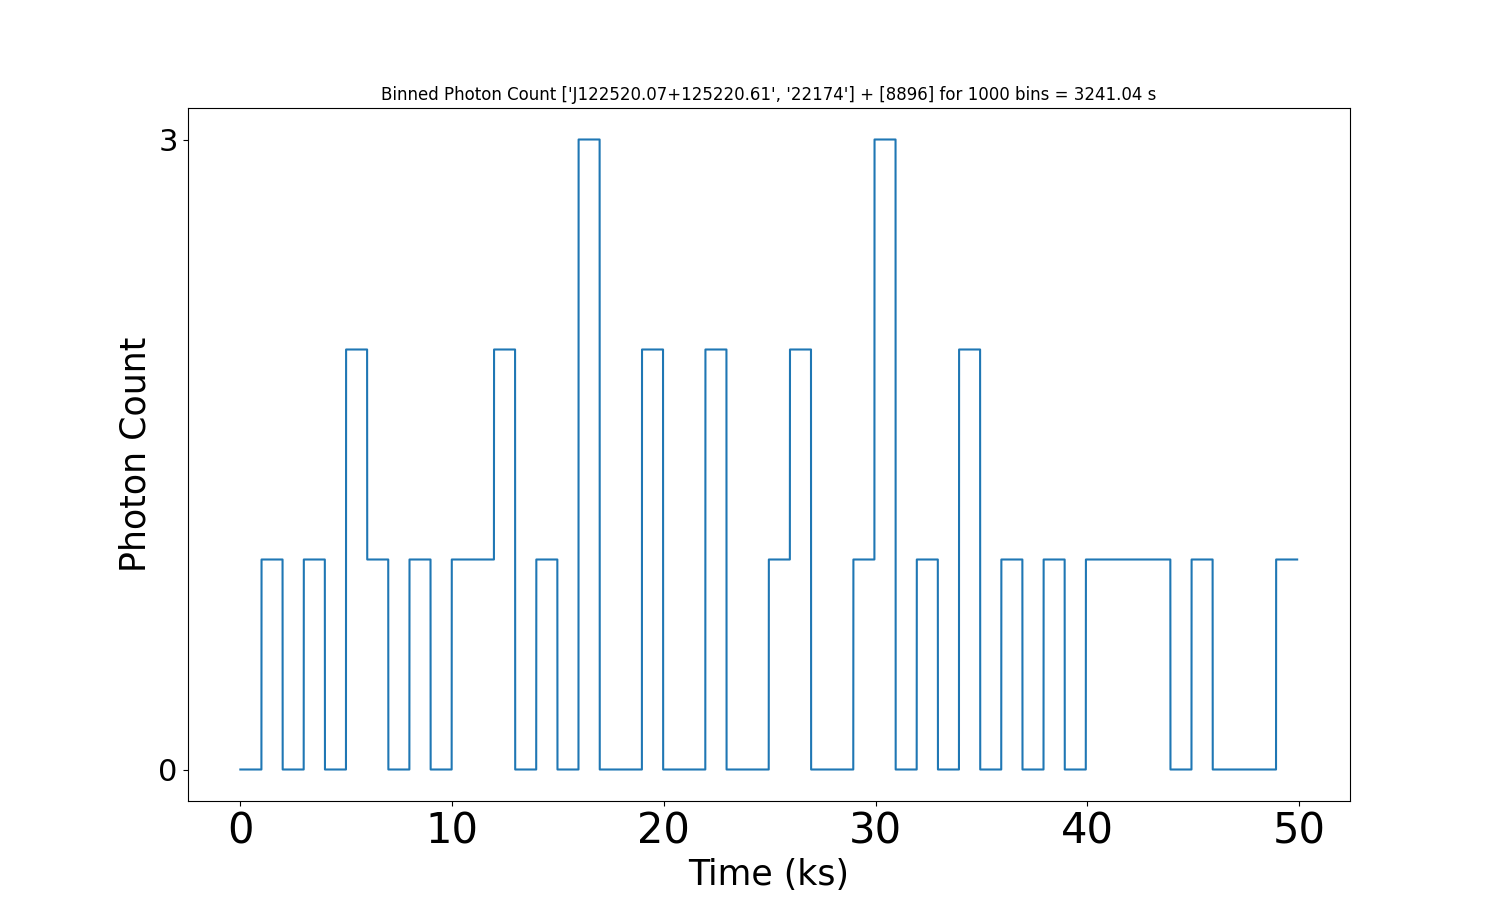 Binned Photon Count ['J122520.07+125220.61', '22174'] + [8896] for 1000 bins = 3241.04 s
3
Photon Count
0
0 10 20 30 40 50
Time (ks)